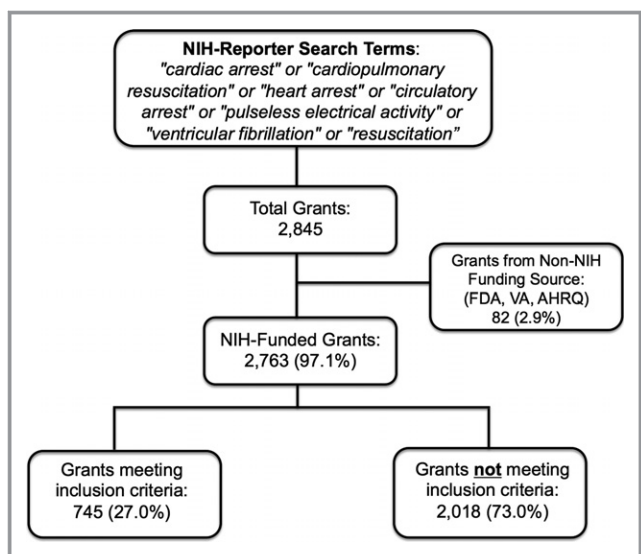 NIH-Reporter Search Terms:
"cardiac arrest" or "cardiopulmonary
resuscitation" or "heart arrest" or "circulatory
arrest" or "pulseless electrical activity" or
"ventricular fibrillation" or "resuscitation”
Total Grants:
2,845
Grants from Non-NIH
Funding Source:
(FDA, VA, AHRQ)
82 (2.9%)
NIH-Funded Grants:
2,763 (97.1%)
Grants meeting
inclusion criteria:
745 (27.0%)
Grants not meeting
inclusion criteria:
2,018 (73.0%)